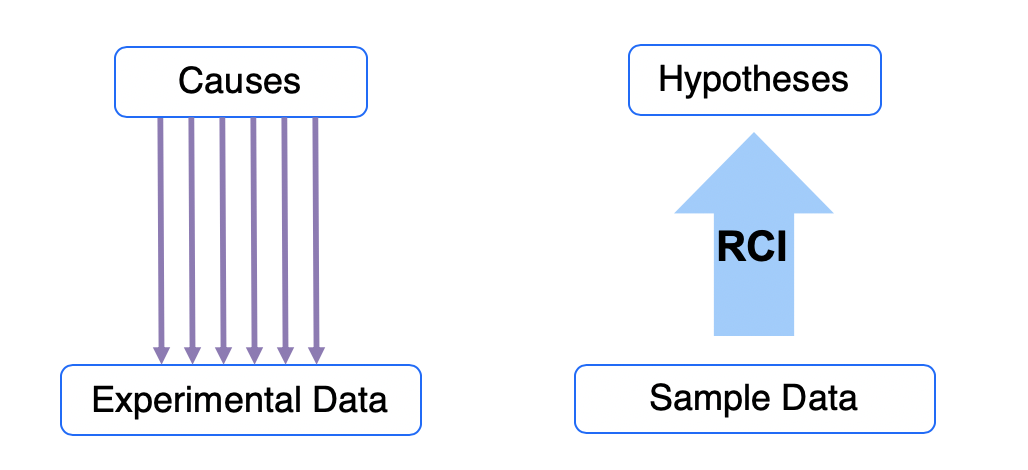 Causes
Hypotheses
RCI
Experimental Data
Sample Data